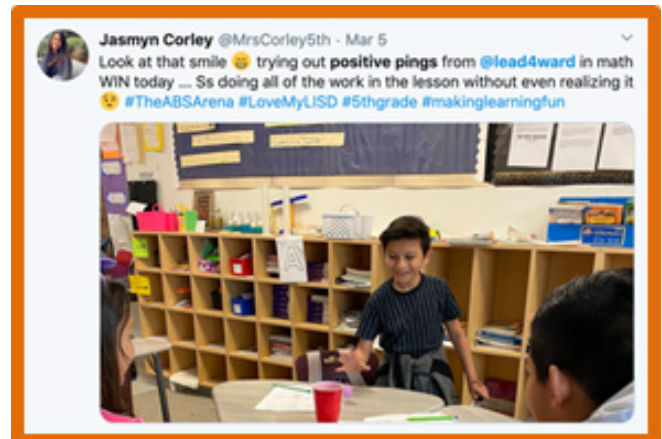 Jasmyn Corley @MrsCorley5th · Mar 5
Look at that smile 😁 trying out positive pings from @lead4ward in math
WIN today .... Ss doing all of the work in the lesson without even realizing it
😉 #TheABSArena #LoveMyLISD #5thgrade #makinglearningfun
A